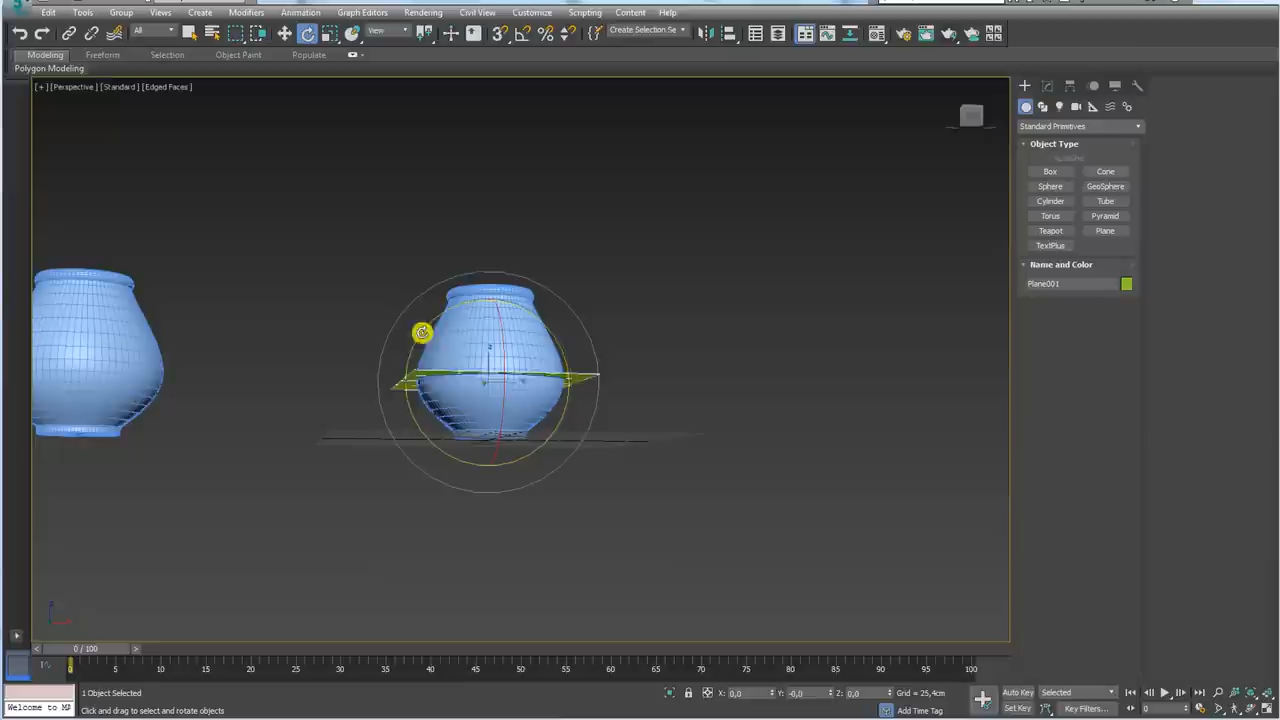 Edit Tools Group Views Create Modifiers Animation Graph Editors Rendering Civil View Customize Scripting Content Help
All View Create Selection Se
Modeling Freeform Selection Object Paint Populate
Polygon Modeling
[+] [Perspective] [Standard] [Edged Faces]
Standard Primitives
Object Type
Box Cone
Sphere GeoSphere
Cylinder Tube
Torus Pyramid
Teapot Plane
TextPlus
Name and Color
Plane001
z
0 / 100
0 5 10 15 20 25 30 35 40 45 50 55 60 65 70 75 80 85 90 95 100
1 Object Selected X: 0,0 Y: -0,0 Z: 0,0 Grid = 25,4cm Auto Key Selected
Welcome to MA Click and drag to select and rotate objects Add Time Tag Set Key Key Filters... 0